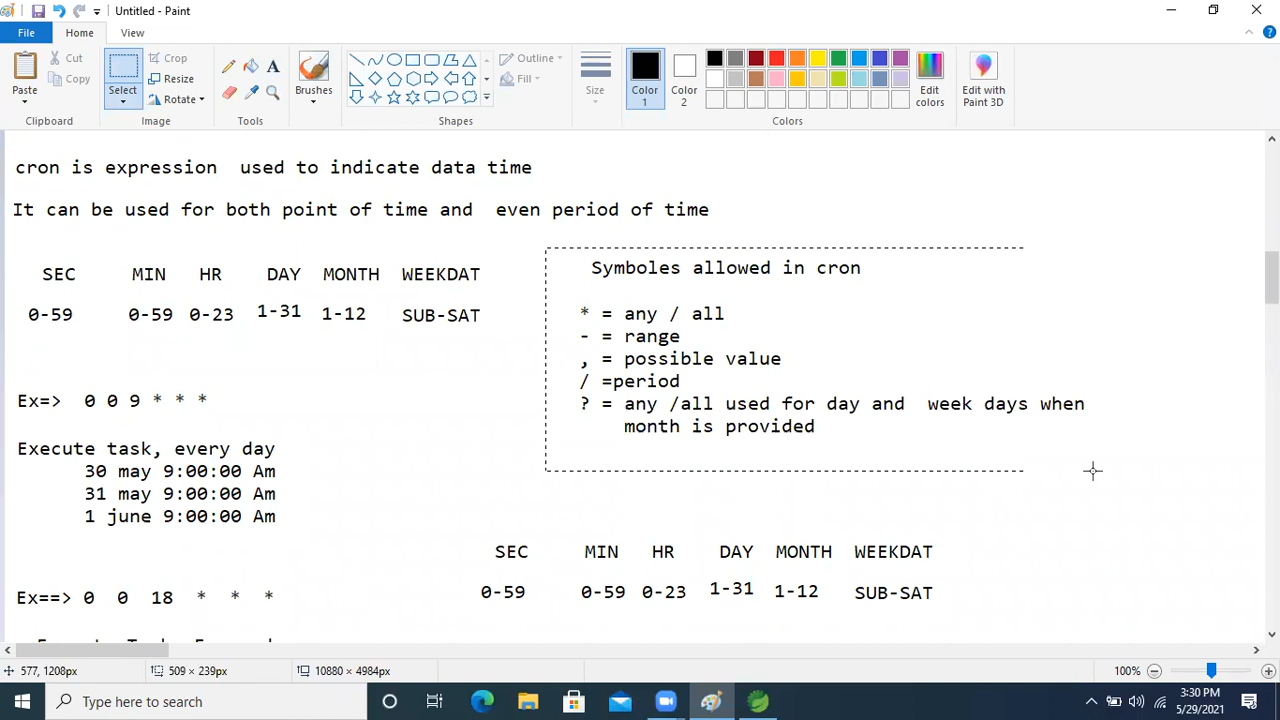 Untitled - Paint
File
Home
View
Paste
Cut
Copy
Clipboard
Select
Crop
Resize
Rotate
Image
A
Tools
Brushes
Shapes
Outline
Fill
Size
Color 1
Color 2
Edit colors
Colors
Edit with Paint 3D
cron is expression used to indicate data time
It can be used for both point of time and even period of time
SEC MIN HR DAY MONTH WEEKDAT
0-59 0-59 0-23 1-31 1-12 SUB-SAT
Symboles allowed in cron
* = any / all
- = range
, = possible value
/ =period
? = any /all used for day and week days when
month is provided
Ex=> 0 0 9 * * *
Execute task, every day
30 may 9:00:00 Am
31 may 9:00:00 Am
1 june 9:00:00 Am
SEC MIN HR DAY MONTH WEEKDAT
0-59 0-59 0-23 1-31 1-12 SUB-SAT
Ex==> 0 0 18 * * *
577, 1208px
509 × 239px
10880 × 4984px
100%
Type here to search
3:30 PM
5/29/2021